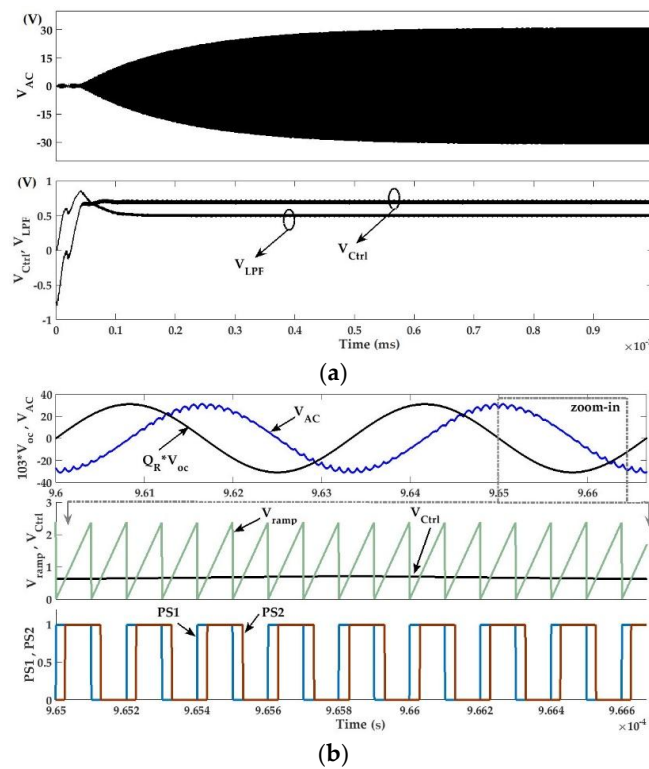 (V)
30
15
0
-15
-30
V_AC
(V)
1
0.5
0
-0.5
-1
V_Ctrl, V_LPF
V_LPF
V_Ctrl
0 0.1 0.2 0.3 0.4 0.5 0.6 0.7 0.8 0.9
Time (ms)
(a)
40
20
0
-20
-40
103*V_oc , V_AC
V_AC
Q_R*V_oc
zoom-in
9.6 9.61 9.62 9.63 9.64 9.65 9.66
3
2
1
0
V_ramp , V_Ctrl
V_ramp
V_Ctrl
1
0.5
0
PS1 , PS2
PS1
PS2
9.65 9.652 9.654 9.656 9.658 9.66 9.662 9.664 9.666
Time (s)
×10⁻⁴
(b)